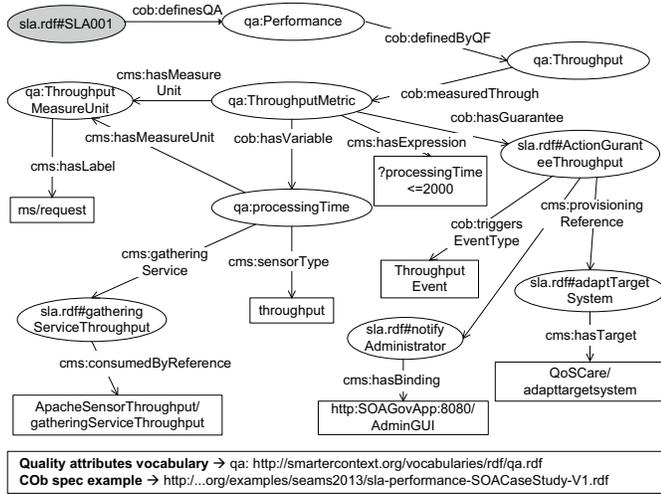 sla.rdf#SLA001
cob:definesQA
qa:Performance
cob:definedByQF
qa:Throughput
cob:measuredThrough
qa:ThroughputMetric
cms:hasMeasure
Unit
qa:Throughput
MeasureUnit
cms:hasMeasureUnit
cms:hasLabel
ms/request
cob:hasVariable
cms:hasExpression
?processingTime
<=2000
cob:hasGuarantee
sla.rdf#ActionGurant
eeThroughput
qa:processingTime
cms:gathering
Service
cms:sensorType
throughput
sla.rdf#gathering
ServiceThroughput
cms:consumedByReference
ApacheSensorThroughput/
gatheringServiceThroughput
cob:triggers
EventType
Throughput
Event
cms:provisioning
Reference
sla.rdf#adaptTarget
System
cms:hasTarget
QoSCare/
adapttargetsystem
sla.rdf#notify
Administrator
cms:hasBinding
http:SOAGovApp:8080/
AdminGUI
Quality attributes vocabulary → qa: http://smartercontext.org/vocabularies/rdf/qa.rdf
COb spec example → http:/...org/examples/seams2013/sla-performance-SOACaseStudy-V1.rdf